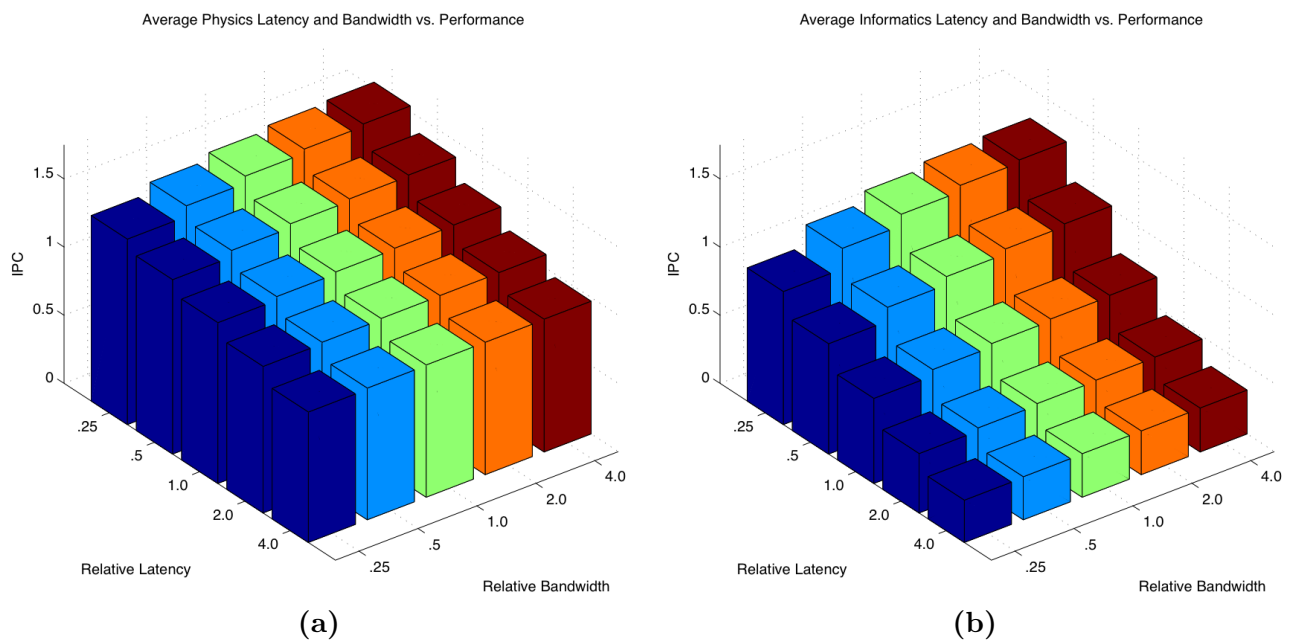 Average Physics Latency and Bandwidth vs. Performance
1.5
1
0.5
0
IPC
.25
.5
1.0
2.0
4.0
Relative Latency
.25
.5
1.0
2.0
4.0
Relative Bandwidth
(a)
Average Informatics Latency and Bandwidth vs. Performance
1.5
1
0.5
0
IPC
.25
.5
1.0
2.0
4.0
Relative Latency
.25
.5
1.0
2.0
4.0
Relative Bandwidth
(b)